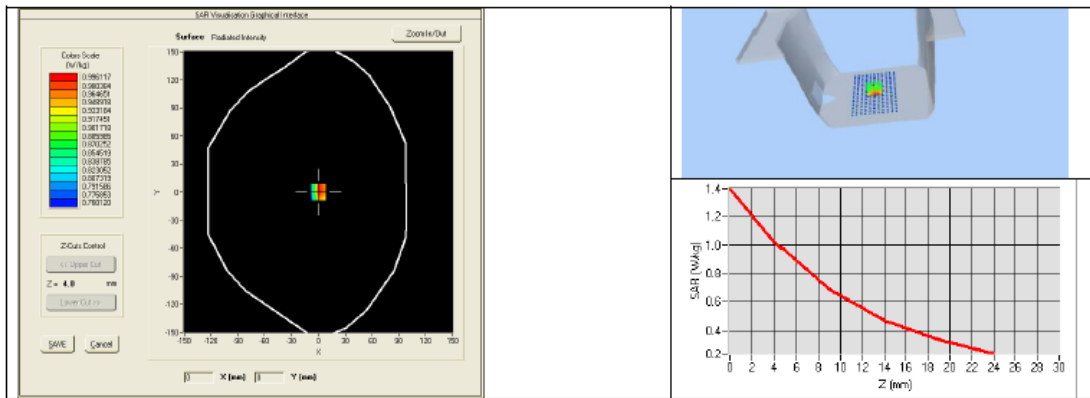 SAR Visualisation Graphical Interface
Surface Radiated Intensity
Zoom In/Out
Colors Scale
(W/kg)
0.996117
0.980384
0.964651
0.948918
0.933184
0.917451
0.901718
0.885985
0.870252
0.854519
0.838785
0.823052
0.807319
0.791586
0.775853
0.760120
150
120
90
60
30
Y 0
-30
-60
-90
-120
-150
-150 -120 -90 -60 -30 0 30 60 90 120 150
X
Z-Cuts Control
<< Upper Cut
Z = 4.0 mm
Lower Cut >>
SAVE Cancel
0 X (mm) 0 Y (mm)
SAR (W/kg)
1.4
1.2
1.0
0.8
0.6
0.4
0.2
0 2 4 6 8 10 12 14 16 18 20 22 24 26 28 30
Z (mm)